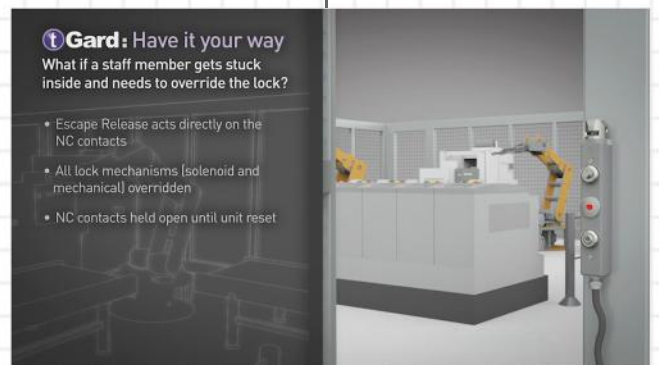 tGard: Have it your way
What if a staff member gets stuck
inside and needs to override the lock?
• Escape Release acts directly on the
NC contacts
• All lock mechanisms (solenoid and
mechanical) overridden
• NC contacts held open until unit reset